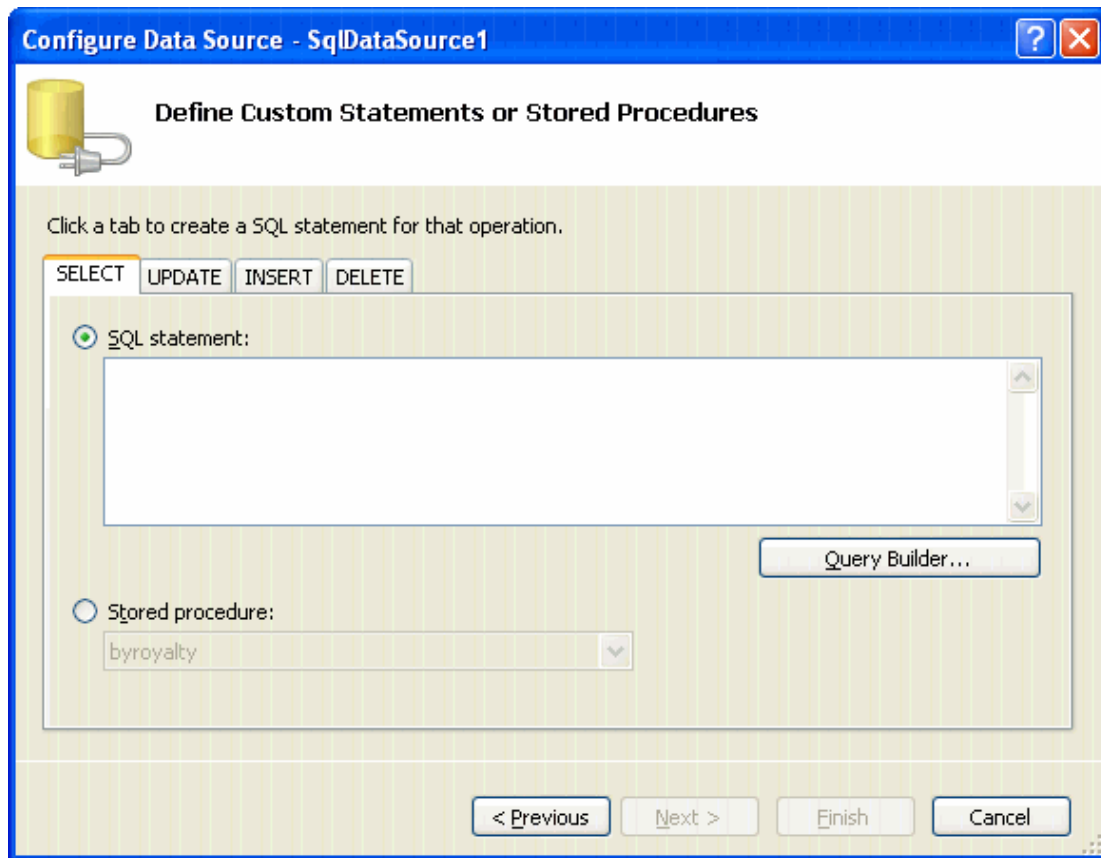 Configure Data Source - SqlDataSource1
Define Custom Statements or Stored Procedures
Click a tab to create a SQL statement for that operation.
SELECT UPDATE INSERT DELETE
SQL statement:
Query Builder...
Stored procedure:
byroyalty
< Previous Next > Finish Cancel